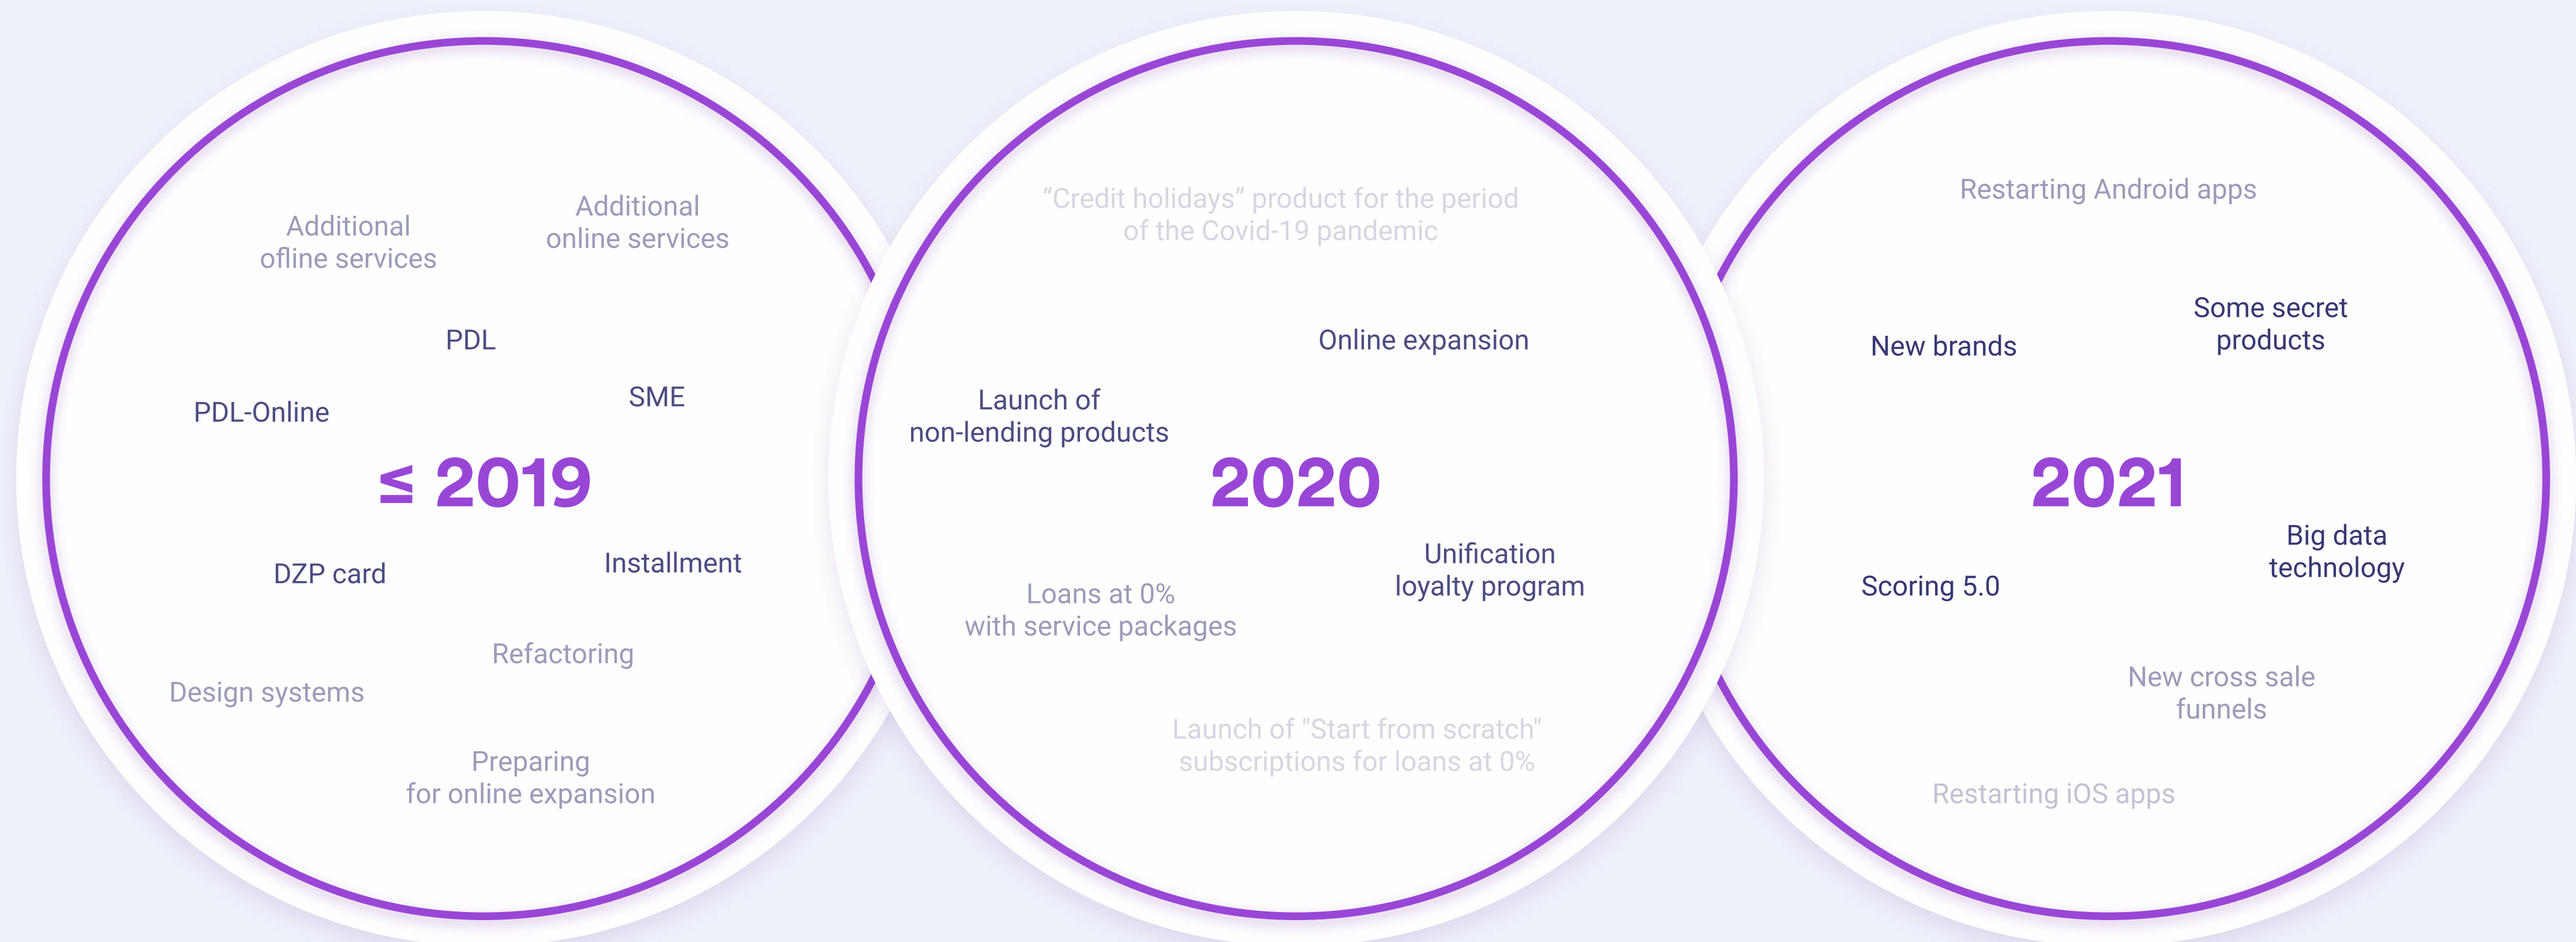 Additional
ofline services
Additional
online services
PDL
PDL-Online
SME
≤ 2019
DZP card
Installment
Refactoring
Design systems
Preparing
for online expansion
“Credit holidays” product for the period
of the Covid-19 pandemic
Online expansion
Launch of
non-lending products
2020
Unification
loyalty program
Loans at 0%
with service packages
Launch of "Start from scratch"
subscriptions for loans at 0%
Restarting Android apps
Some secret
products
New brands
2021
Big data
technology
Scoring 5.0
New cross sale
funnels
Restarting iOS apps